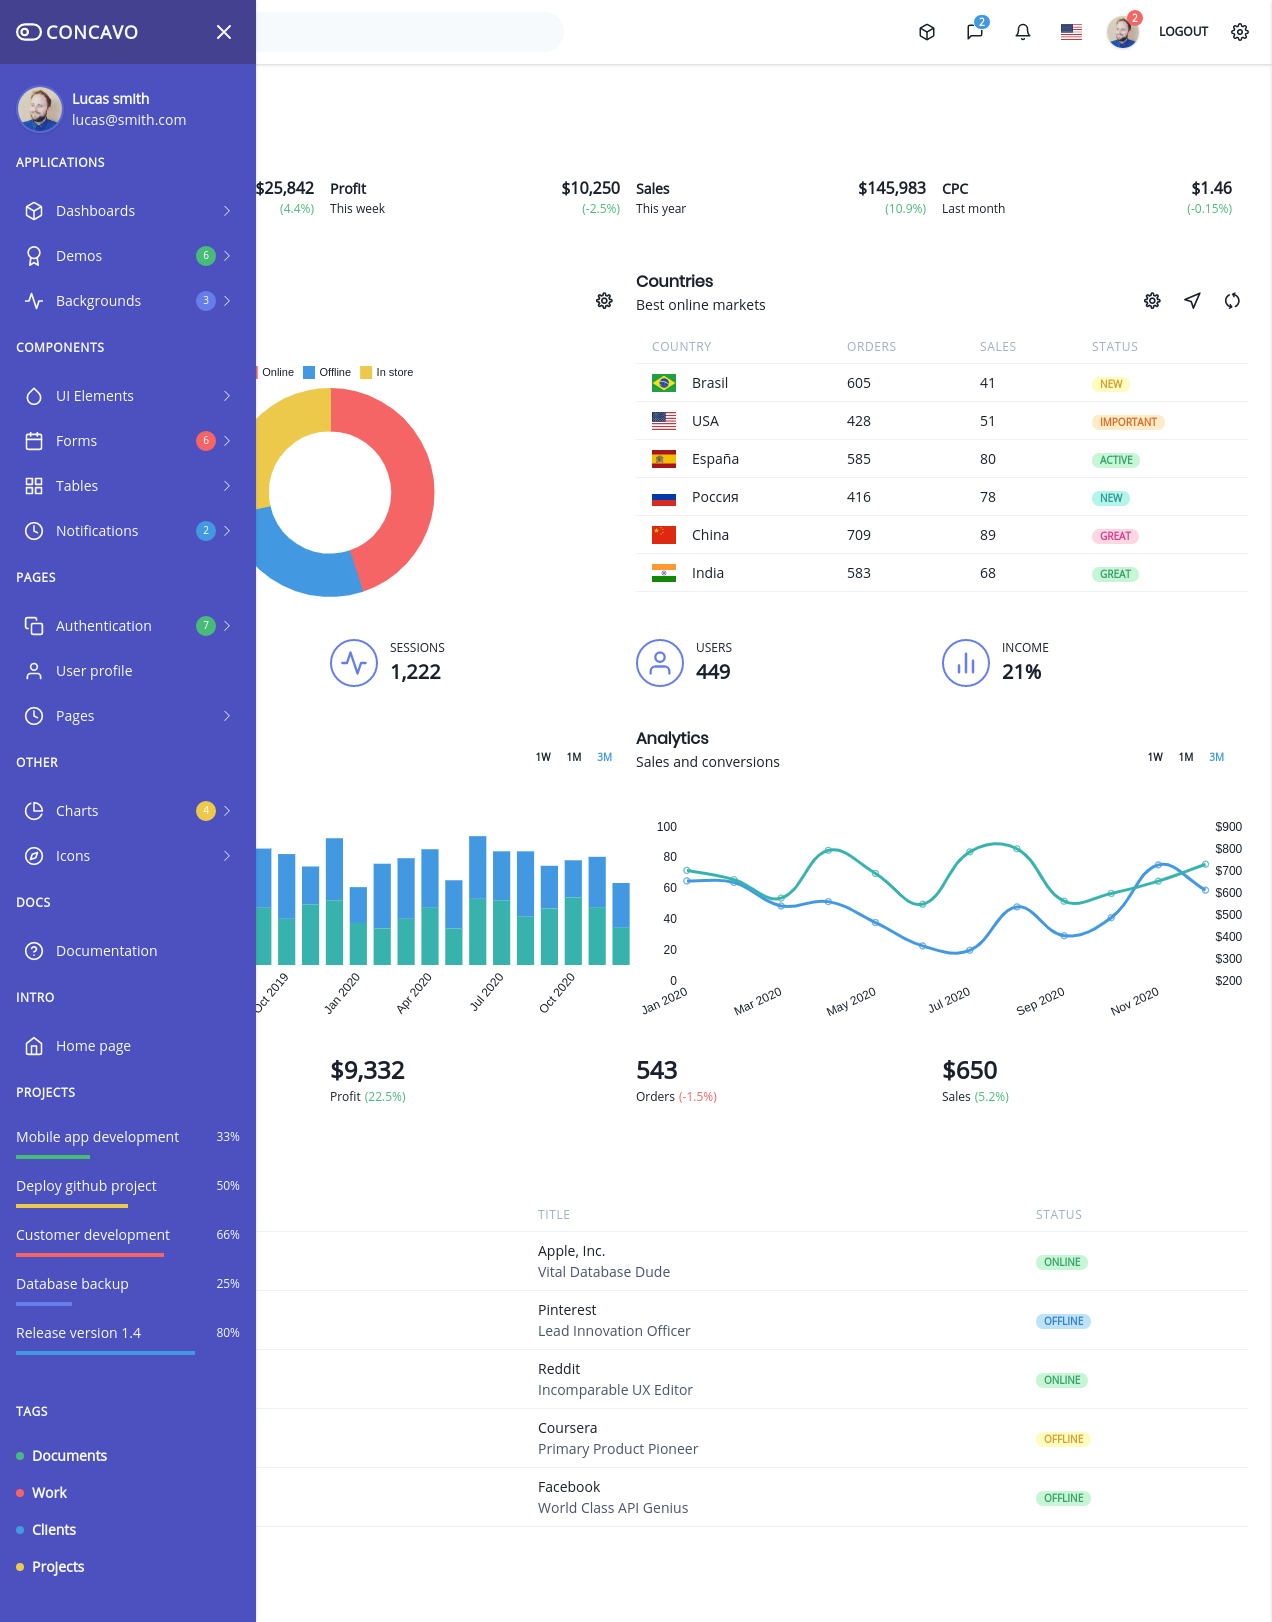 CONCAVO
2
2
LOGOUT
Lucas smith
lucas@smith.com
APPLICATIONS
Dashboards
Demos 6
Backgrounds 3
COMPONENTS
UI Elements
Forms 6
Tables
Notifications 2
PAGES
Authentication 7
User profile
Pages
OTHER
Charts 4
Icons
DOCS
Documentation
INTRO
Home page
PROJECTS
Mobile app development 33%
Deploy github project 50%
Customer development 66%
Database backup 25%
Release version 1.4 80%
TAGS
Documents
Work
Clients
Projects
$25,842
(4.4%)
Profit $10,250
This week (-2.5%)
Sales $145,983
This year (10.9%)
CPC $1.46
Last month (-0.15%)
Online Offline In store
Countries
Best online markets
COUNTRY ORDERS SALES STATUS
Brasil 605 41 NEW
USA 428 51 IMPORTANT
España 585 80 ACTIVE
Россия 416 78 NEW
China 709 89 GREAT
India 583 68 GREAT
SESSIONS
1,222
USERS
449
INCOME
21%
1W 1M 3M
Oct 2019 Jan 2020 Apr 2020 Jul 2020 Oct 2020
Analytics
Sales and conversions
1W 1M 3M
100
80
60
40
20
0
$900
$800
$700
$600
$500
$400
$300
$200
Jan 2020 Mar 2020 May 2020 Jul 2020 Sep 2020 Nov 2020
$9,332
Profit (22.5%)
543
Orders (-1.5%)
$650
Sales (5.2%)
TITLE STATUS
Apple, Inc.
Vital Database Dude
ONLINE
Pinterest
Lead Innovation Officer
OFFLINE
Reddit
Incomparable UX Editor
ONLINE
Coursera
Primary Product Pioneer
OFFLINE
Facebook
World Class API Genius
OFFLINE